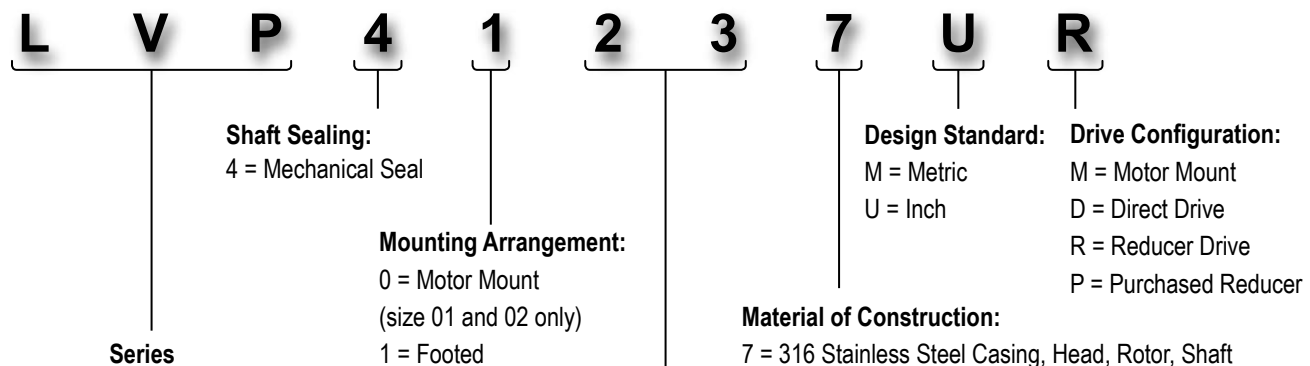 L V P 4 1 2 3 7 U R
Shaft Sealing:
4 = Mechanical Seal
Design Standard:
M = Metric
U = Inch
Drive Configuration:
M = Motor Mount
D = Direct Drive
R = Reducer Drive
P = Purchased Reducer
Mounting Arrangement:
0 = Motor Mount
(size 01 and 02 only)
1 = Footed
Material of Construction:
7 = 316 Stainless Steel Casing, Head, Rotor, Shaft
Series